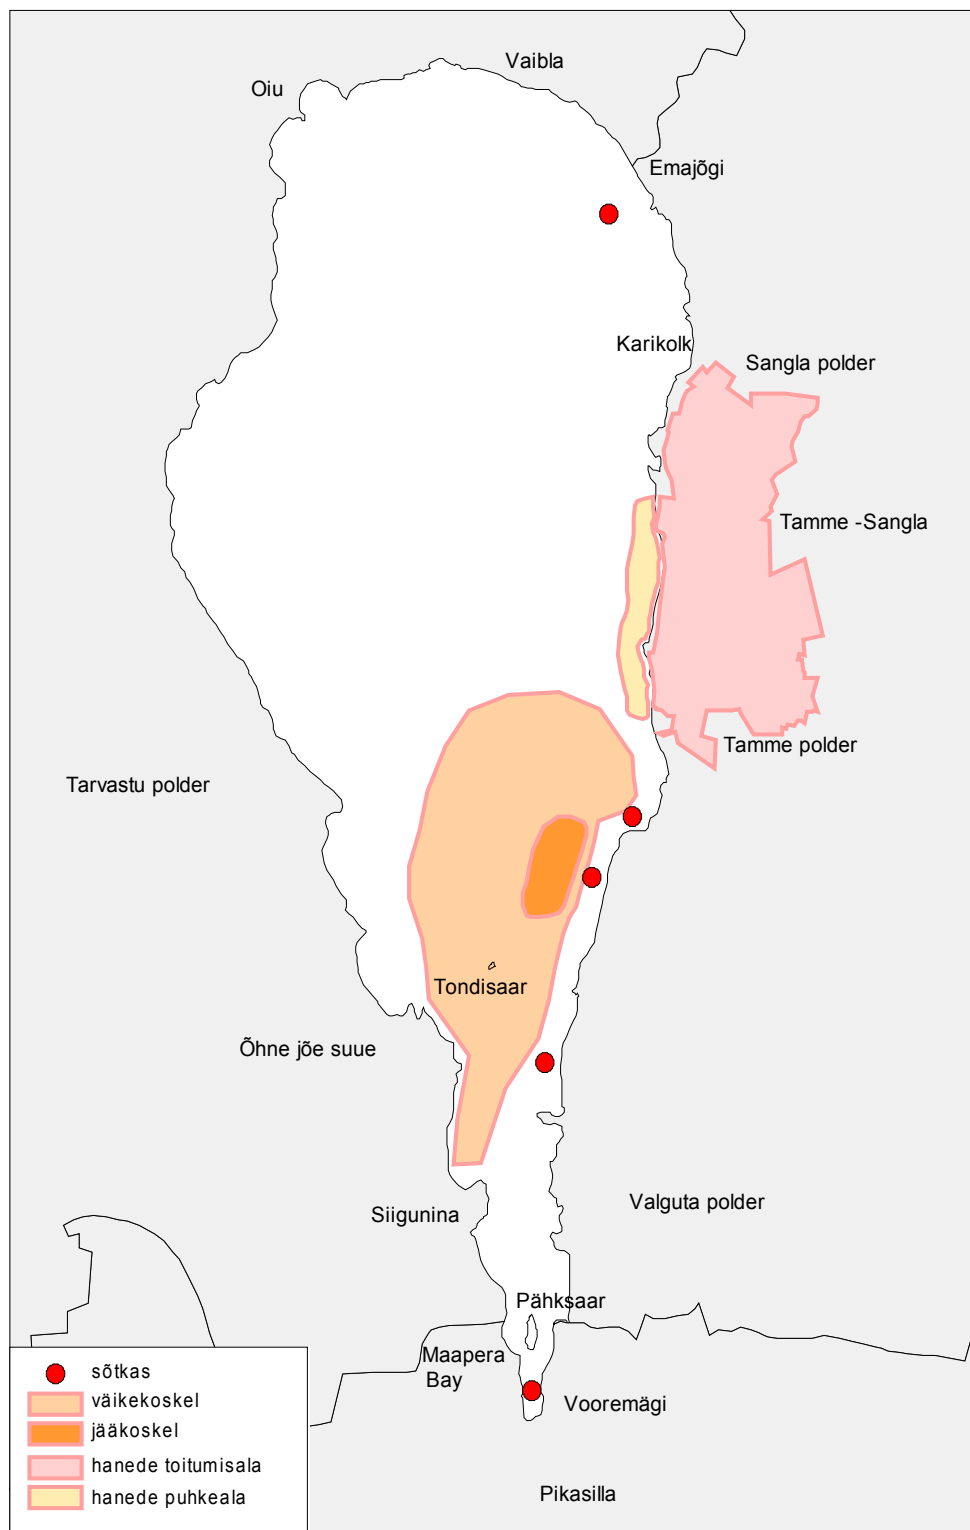 Vaibla
Oiu
Emajõgi
Karikolk
Sangla polder
Tamme -Sangla
Tamme polder
Tarvastu polder
Tondisaar
Õhne jõe suue
Valguta polder
Siigunina
Pähksaar
Maapera
Bay
Vooremägi
Pikasilla
sõtkas
väikekoskel
jääkoskel
hanede toitumisala
hanede puhkeala